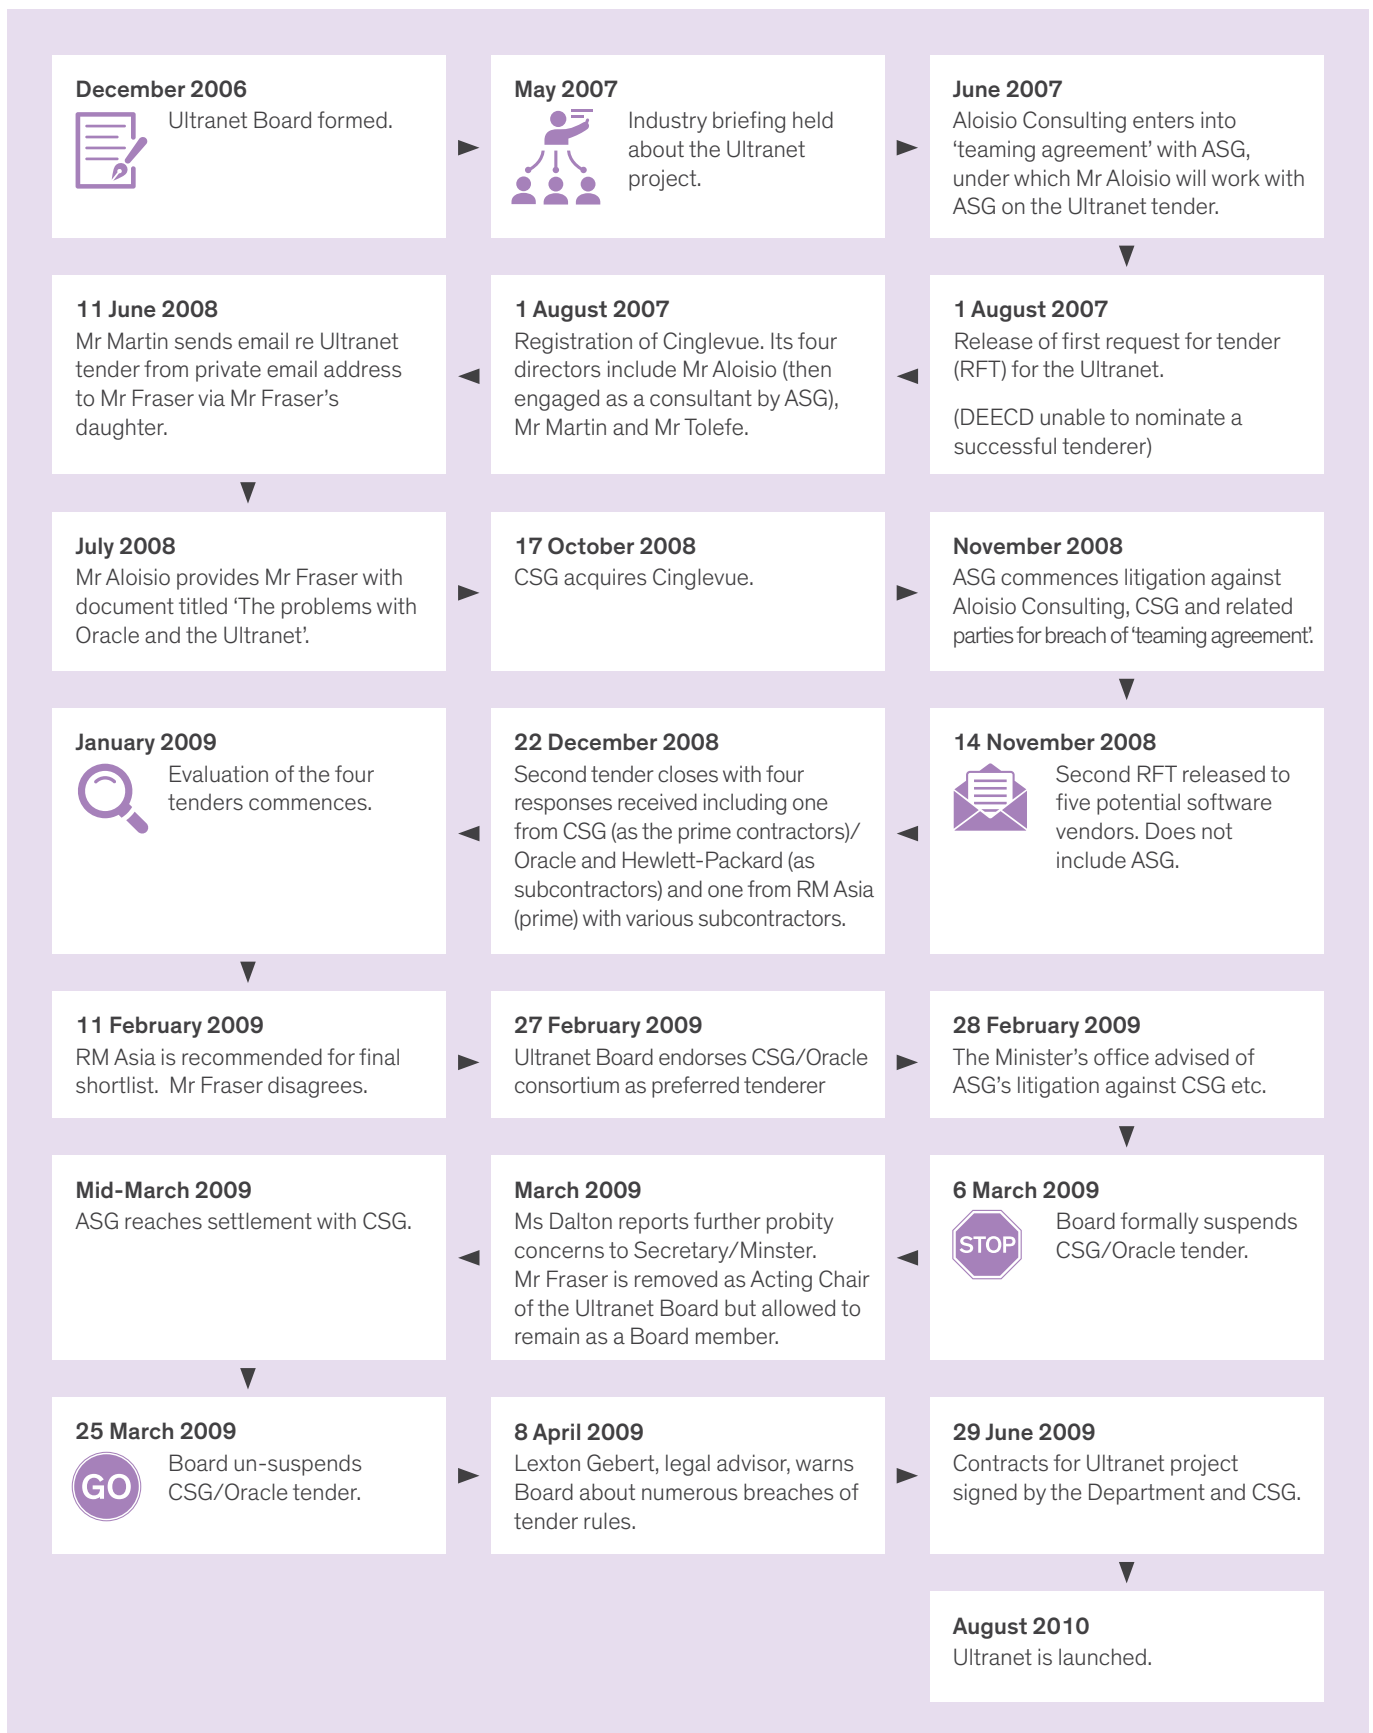 December 2006
Ultranet Board formed.
May 2007
Industry briefing held
about the Ultranet
project.
June 2007
Aloisio Consulting enters into
‘teaming agreement’ with ASG,
under which Mr Aloisio will work with
ASG on the Ultranet tender.
1 August 2007
Release of first request for tender
(RFT) for the Ultranet.
(DEECD unable to nominate a
successful tenderer)
1 August 2007
Registration of Cinglevue. Its four
directors include Mr Aloisio (then
engaged as a consultant by ASG),
Mr Martin and Mr Tolefe.
11 June 2008
Mr Martin sends email re Ultranet
tender from private email address
to Mr Fraser via Mr Fraser’s
daughter.
July 2008
Mr Aloisio provides Mr Fraser with
document titled ‘The problems with
Oracle and the Ultranet’.
17 October 2008
CSG acquires Cinglevue.
November 2008
ASG commences litigation against
Aloisio Consulting, CSG and related
parties for breach of ‘teaming agreement’.
14 November 2008
Second RFT released to
five potential software
vendors. Does not
include ASG.
22 December 2008
Second tender closes with four
responses received including one
from CSG (as the prime contractors)/
Oracle and Hewlett-Packard (as
subcontractors) and one from RM Asia
(prime) with various subcontractors.
January 2009
Evaluation of the four
tenders commences.
11 February 2009
RM Asia is recommended for final
shortlist.  Mr Fraser disagrees.
27 February 2009
Ultranet Board endorses CSG/Oracle
consortium as preferred tenderer
28 February 2009
The Minister’s office advised of
ASG’s litigation against CSG etc.
6 March 2009
STOP
Board formally suspends
CSG/Oracle tender.
March 2009
Ms Dalton reports further probity
concerns to Secretary/Minster.
Mr Fraser is removed as Acting Chair
of the Ultranet Board but allowed to
remain as a Board member.
Mid-March 2009
ASG reaches settlement with CSG.
25 March 2009
GO
Board un-suspends
CSG/Oracle tender.
8 April 2009
Lexton Gebert, legal advisor, warns
Board about numerous breaches of
tender rules.
29 June 2009
Contracts for Ultranet project
signed by the Department and CSG.
August 2010
Ultranet is launched.